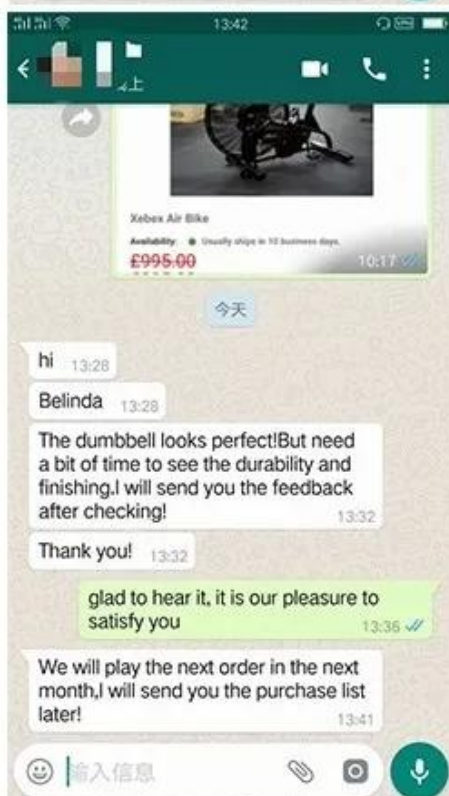 13:42
上
Xebex Air Bike
Availability: Usually ships in 10 business days.
£995.00
10:17
今天
hi 13:28
Belinda 13:28
The dumbbell looks perfect!But need
a bit of time to see the durability and
finishing.I will send you the feedback
after checking!
13:32
Thank you! 13:32
glad to hear it, it is our pleasure to
satisfy you
13:36
We will play the next order in the next
month,I will send you the purchase list
later!
13:41
输入信息